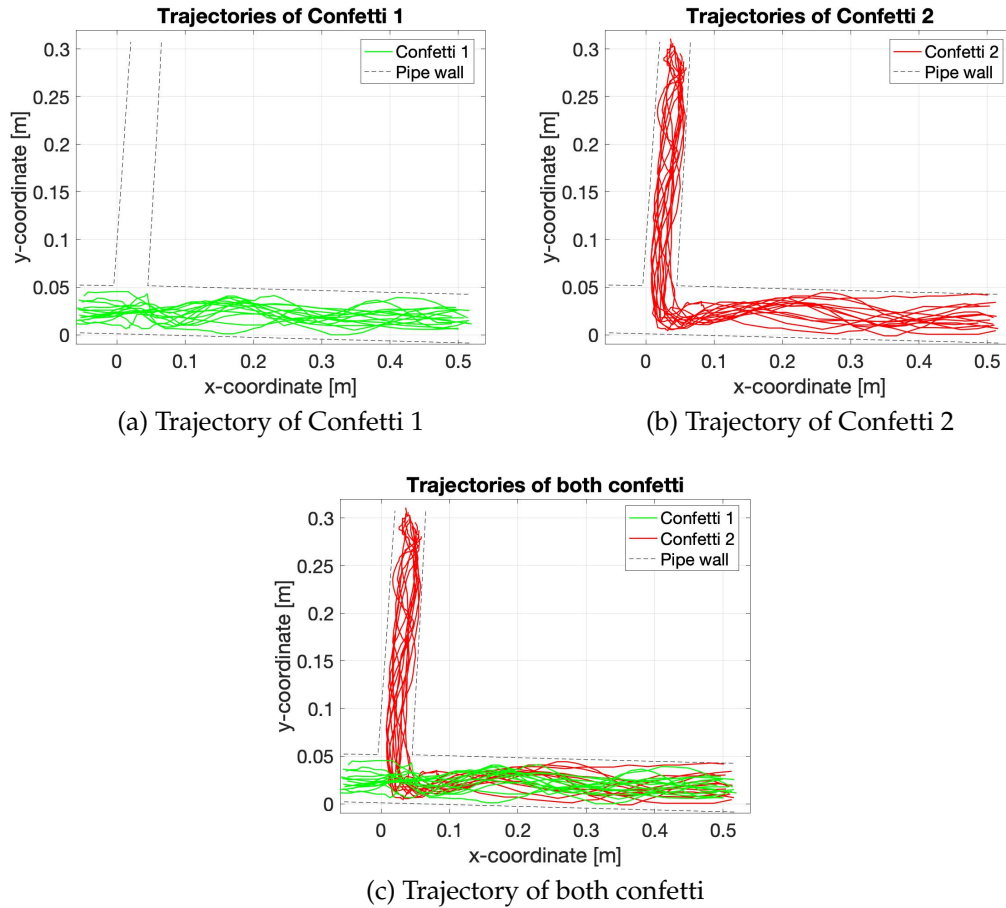 Trajectories of Confetti 1
Confetti 1
Pipe wall
0.3
0.25
0.2
0.15
0.1
0.05
0
y-coordinate [m]
0 0.1 0.2 0.3 0.4 0.5
x-coordinate [m]
(a) Trajectory of Confetti 1
Trajectories of Confetti 2
Confetti 2
Pipe wall
0.3
0.25
0.2
0.15
0.1
0.05
0
y-coordinate [m]
0 0.1 0.2 0.3 0.4 0.5
x-coordinate [m]
(b) Trajectory of Confetti 2
Trajectories of both confetti
Confetti 1
Confetti 2
Pipe wall
0.3
0.25
0.2
0.15
0.1
0.05
0
y-coordinate [m]
0 0.1 0.2 0.3 0.4 0.5
x-coordinate [m]
(c) Trajectory of both confetti